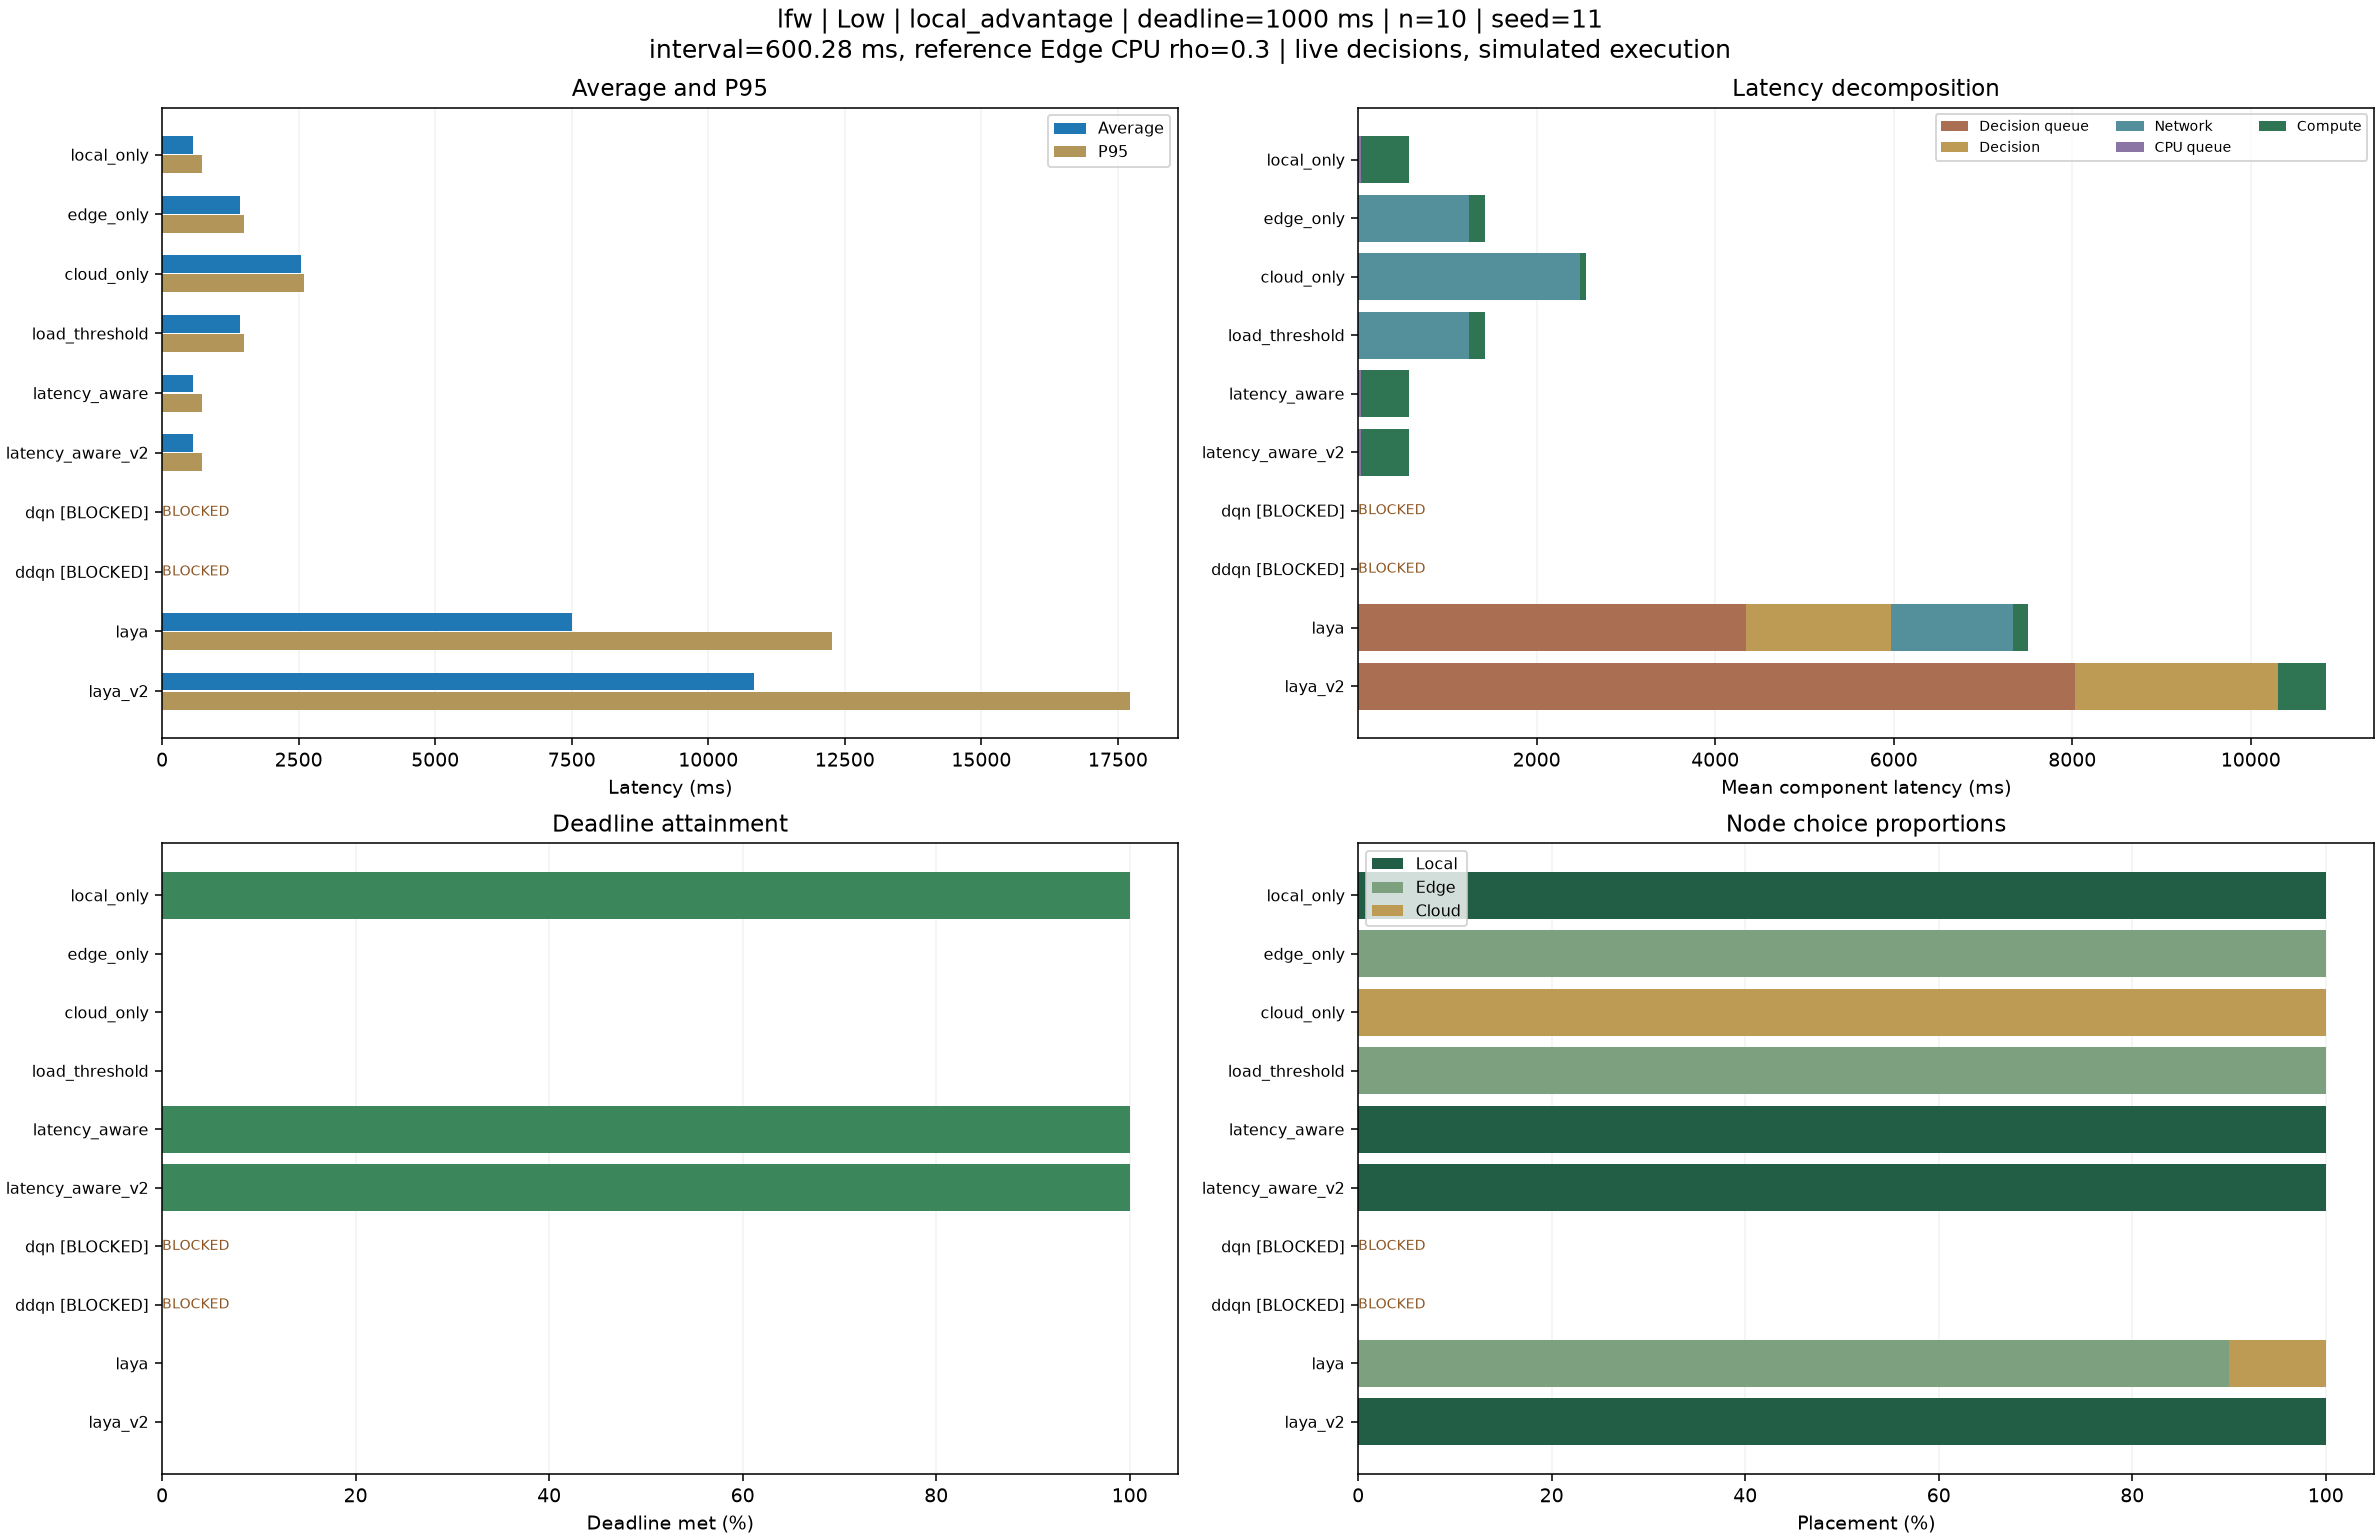 lfw | Low | local_advantage | deadline=1000 ms | n=10 | seed=11
interval=600.28 ms, reference Edge CPU rho=0.3 | live decisions, simulated execution
Average and P95
Average
P95
local_only
edge_only
cloud_only
load_threshold
latency_aware
latency_aware_v2
dqn [BLOCKED] BLOCKED
ddqn [BLOCKED] BLOCKED
laya
laya_v2
0 2500 5000 7500 10000 12500 15000 17500
Latency (ms)
Latency decomposition
Decision queue Network Compute
Decision CPU queue
local_only
edge_only
cloud_only
load_threshold
latency_aware
latency_aware_v2
dqn [BLOCKED] BLOCKED
ddqn [BLOCKED] BLOCKED
laya
laya_v2
2000 4000 6000 8000 10000
Mean component latency (ms)
Deadline attainment
local_only
edge_only
cloud_only
load_threshold
latency_aware
latency_aware_v2
dqn [BLOCKED] BLOCKED
ddqn [BLOCKED] BLOCKED
laya
laya_v2
0 20 40 60 80 100
Deadline met (%)
Node choice proportions
Local
Edge
Cloud
local_only
edge_only
cloud_only
load_threshold
latency_aware
latency_aware_v2
dqn [BLOCKED] BLOCKED
ddqn [BLOCKED] BLOCKED
laya
laya_v2
0 20 40 60 80 100
Placement (%)